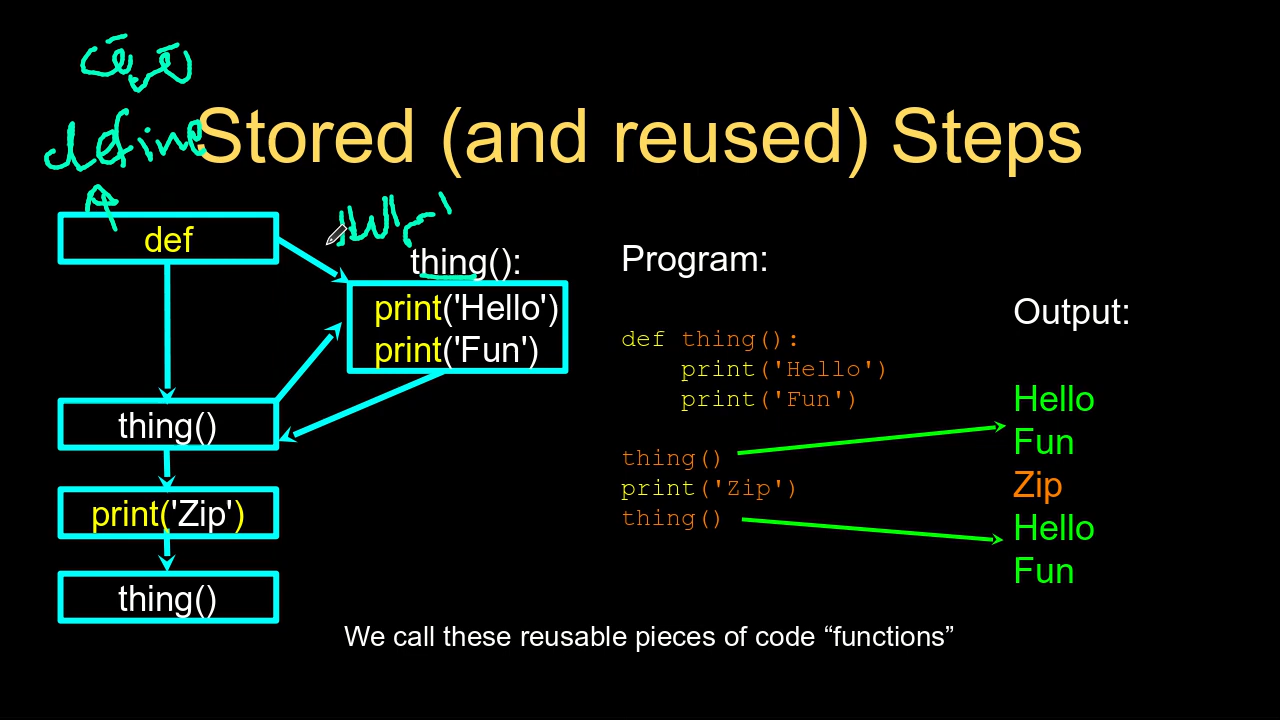 define
Stored (and reused) Steps
def
thing():
print('Hello')
print('Fun')
thing()
print('Zip')
thing()
Program:
def thing():
    print('Hello')
    print('Fun')
thing()
print('Zip')
thing()
Output:
Hello
Fun
Zip
Hello
Fun
We call these reusable pieces of code “functions”